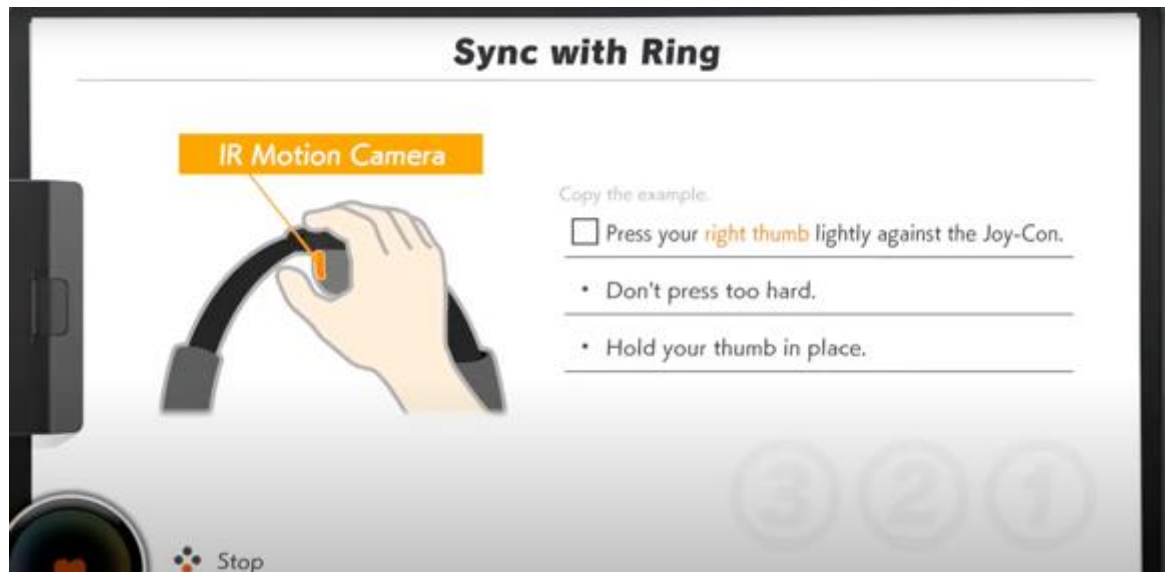 Sync with Ring
IR Motion Camera
Copy the example.
Press your right thumb lightly against the Joy-Con.
• Don't press too hard.
• Hold your thumb in place.
3 2 1
Stop